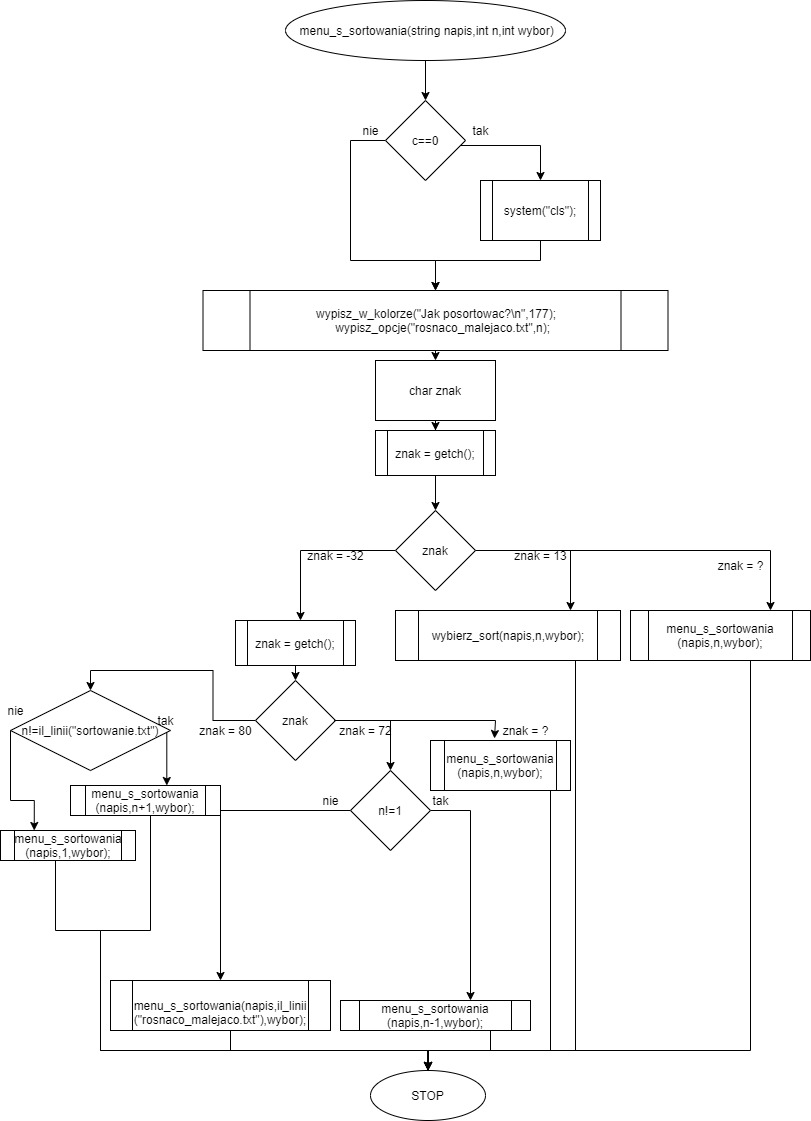 menu_s_sortowania(string napis,int n,int wybor)
nie
tak
c==0
system("cls");
wypisz_w_kolorze("Jak posortowac?\n",177);
wypisz_opcje("rosnaco_malejaco.txt",n);
char znak
znak = getch();
znak
znak = -32
znak = 13
znak = ?
znak = getch();
wybierz_sort(napis,n,wybor);
menu_s_sortowania
(napis,n,wybor);
nie
n!=il_linii("sortowanie.txt")
tak
znak = 80
znak
znak = 72
znak = ?
menu_s_sortowania
(napis,n,wybor);
menu_s_sortowania
(napis,n+1,wybor);
nie
n!=1
tak
menu_s_sortowania
(napis,1,wybor);
menu_s_sortowania(napis,il_linii
("rosnaco_malejaco.txt"),wybor);
menu_s_sortowania
(napis,n-1,wybor);
STOP